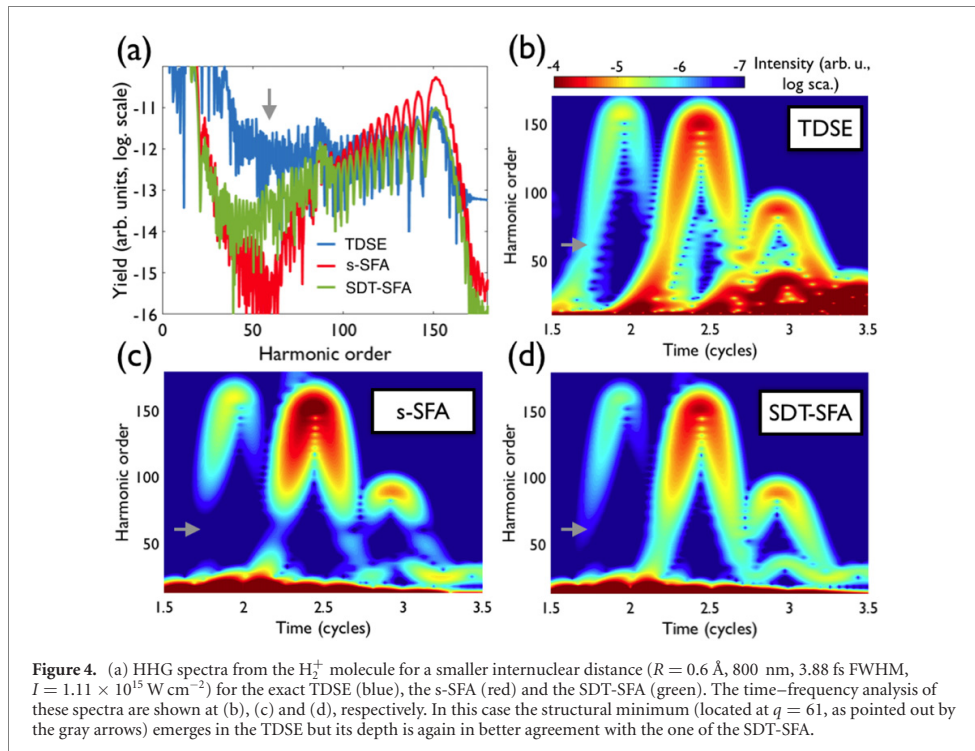 (a)
Yield (arb. units, log. scale)
-11
-12
-13
-14
-15
-16
TDSE
s-SFA
SDT-SFA
0 50 100 150
Harmonic order
(b)
-4 -5 -6 -7
Intensity (arb. u.,
log sca.)
TDSE
Harmonic order
150
100
50
1.5 2 2.5 3 3.5
Time (cycles)
(c)
s-SFA
Harmonic order
150
100
50
1.5 2 2.5 3 3.5
Time (cycles)
(d)
SDT-SFA
Harmonic order
150
100
50
1.5 2 2.5 3 3.5
Time (cycles)
Figure 4. (a) HHG spectra from the H₂⁺ molecule for a smaller internuclear distance (R = 0.6 Å, 800 nm, 3.88 fs FWHM,
I = 1.11 × 10¹⁵ W cm⁻²) for the exact TDSE (blue), the s-SFA (red) and the SDT-SFA (green). The time–frequency analysis of
these spectra are shown at (b), (c) and (d), respectively. In this case the structural minimum (located at q = 61, as pointed out by
the gray arrows) emerges in the TDSE but its depth is again in better agreement with the one of the SDT-SFA.